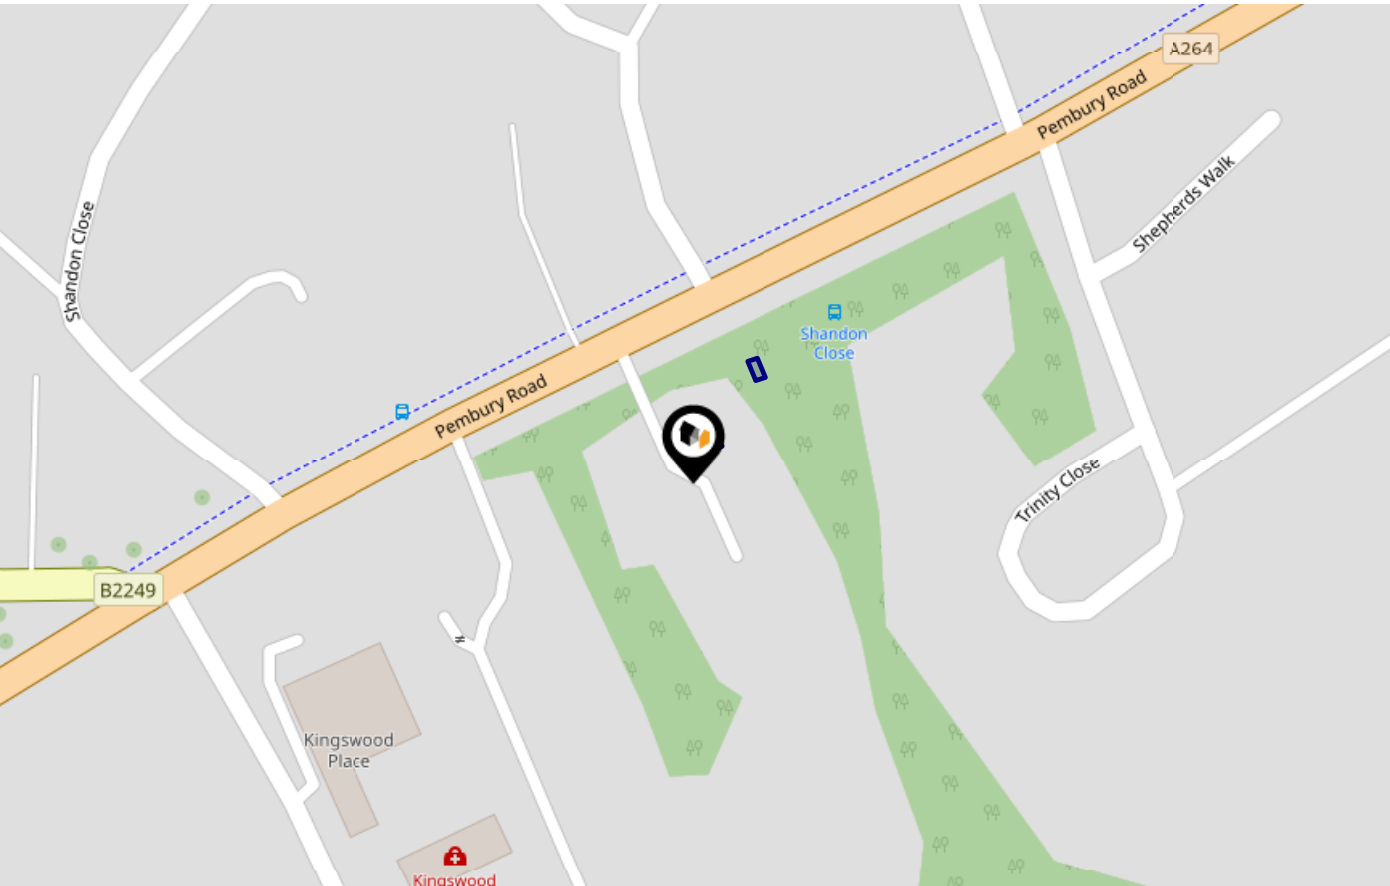 A264
Pembury Road
Shepherds Walk
Shandon Close
Shandon
Close
Pembury Road
Trinity Close
B2249
Kingswood
Place
Kingswood